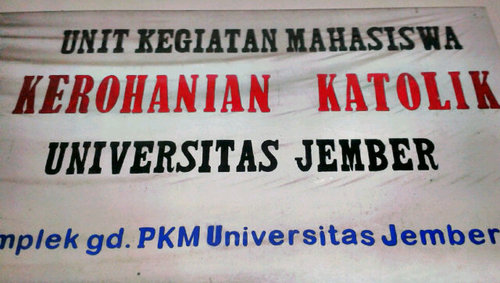 UNIT KEGIATAN MAHASISWA
KEROHANIAN KATOLIK
UNIVERSITAS JEMBER
mplek gd. PKM Universitas Jember